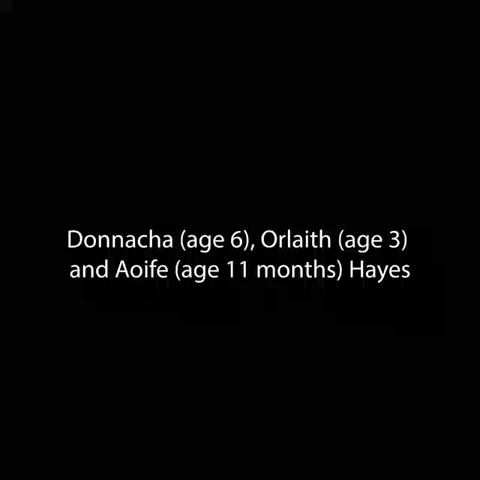 Donnacha (age 6), Orlaith (age 3)
and Aoife (age 11 months) Hayes